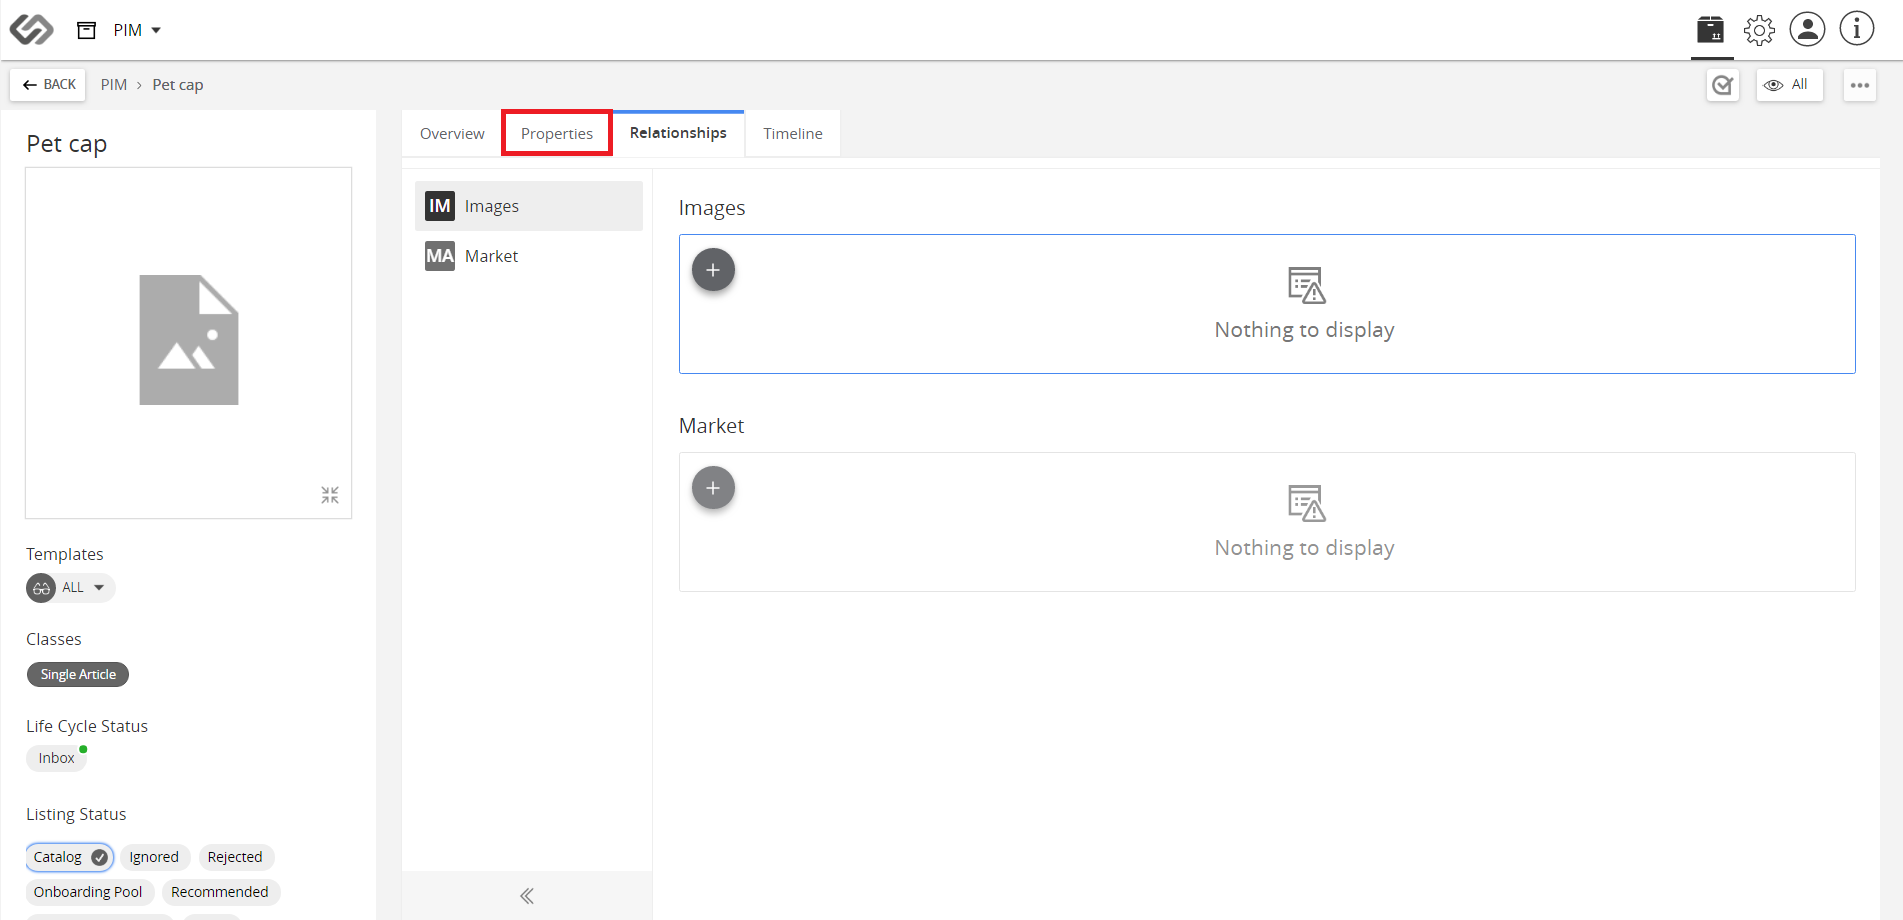 PIM
BACK
PIM › Pet cap
All
Pet cap
Overview
Properties
Relationships
Timeline
IM Images
MA Market
Images
Nothing to display
Market
Nothing to display
Templates
ALL
Classes
Single Article
Life Cycle Status
Inbox
Listing Status
Catalog
Ignored
Rejected
Onboarding Pool
Recommended